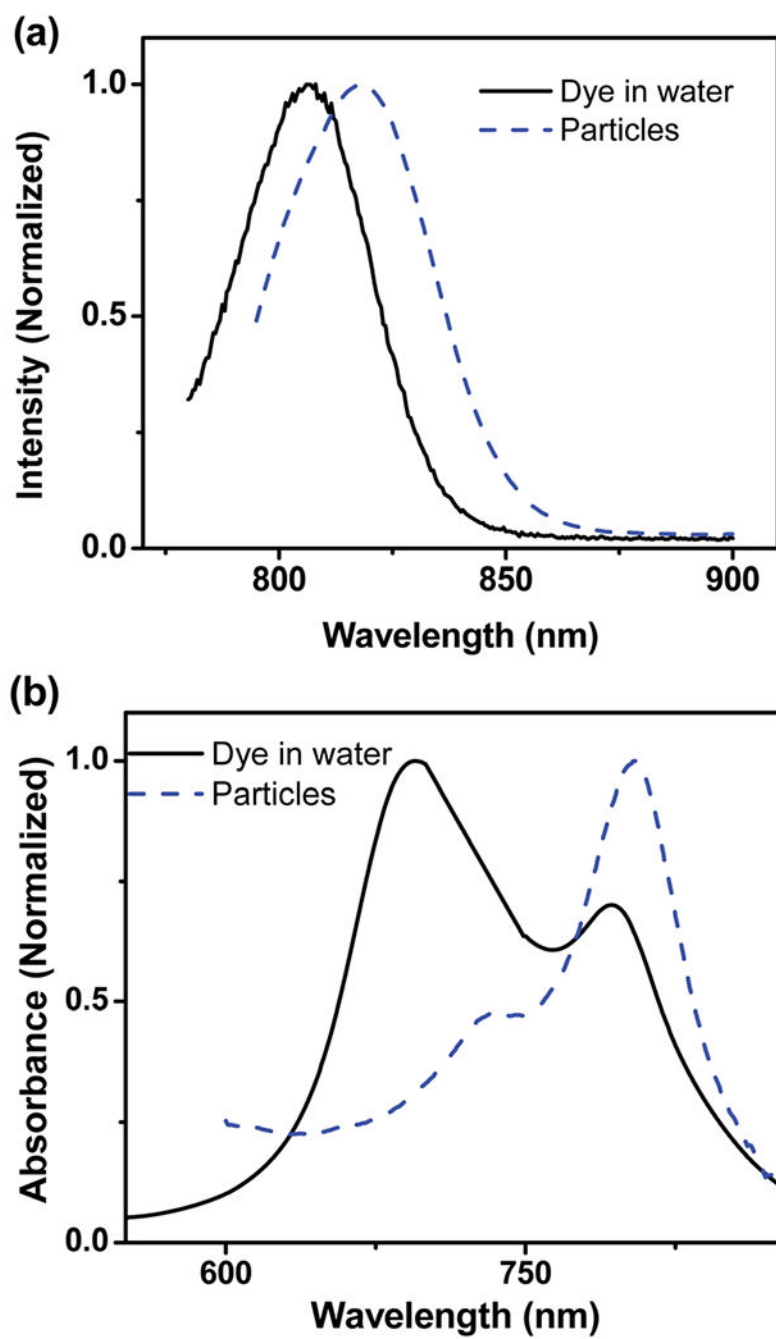 (a)
1.0
Dye in water
Particles
0.5
Intensity (Normalized)
0.0
800
850
900
Wavelength (nm)
(b)
Dye in water
1.0
Particles
0.5
Absorbance (Normalized)
0.0
600
750
Wavelength (nm)